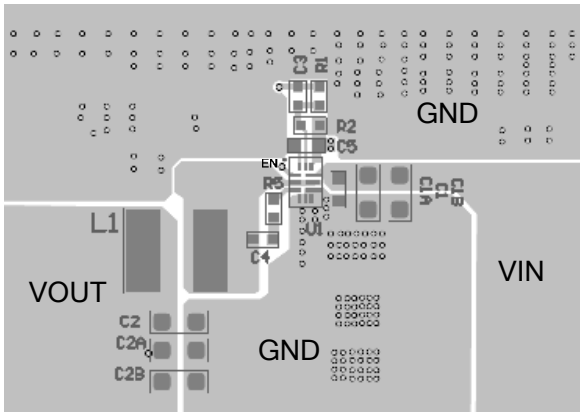 C3
R1
GND
R2
C5
EN
R5
U1
C1A
C1
C1B
L1
C4
VOUT
VIN
C2
C2A
C2B
GND